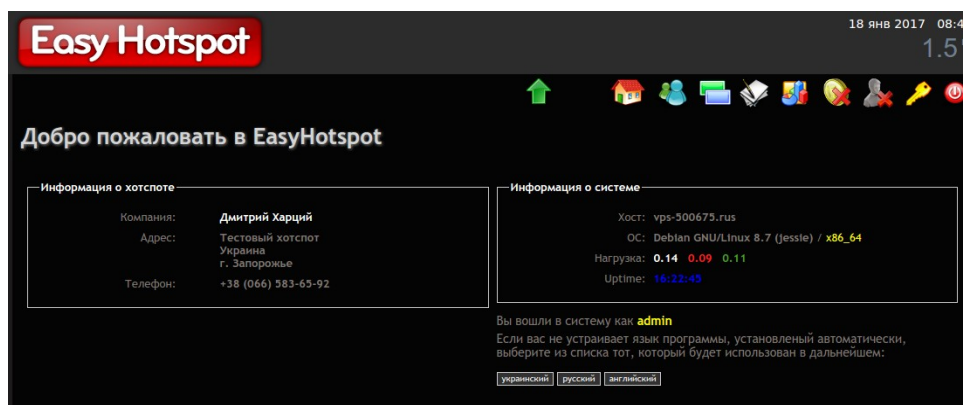 Easy Hotspot
18 янв 2017 08:4
1.5
Добро пожаловать в EasyHotspot
Информация о хотспоте
Компания: Дмитрий Харций
Адрес: Тестовый хотспот
Украина
г. Запорожье
Телефон: +38 (066) 583-65-92
Информация о системе
Хост: vps-500675.rus
ОС: Debian GNU/Linux 8.7 (jessie) / x86_64
Нагрузка: 0.14 0.09 0.11
Uptime: 16:22:45
Вы вошли в систему как admin
Если вас не устраивает язык программы, установленый автоматически,
выберите из списка тот, который будет использован в дальнейшем:
украинский русский английский